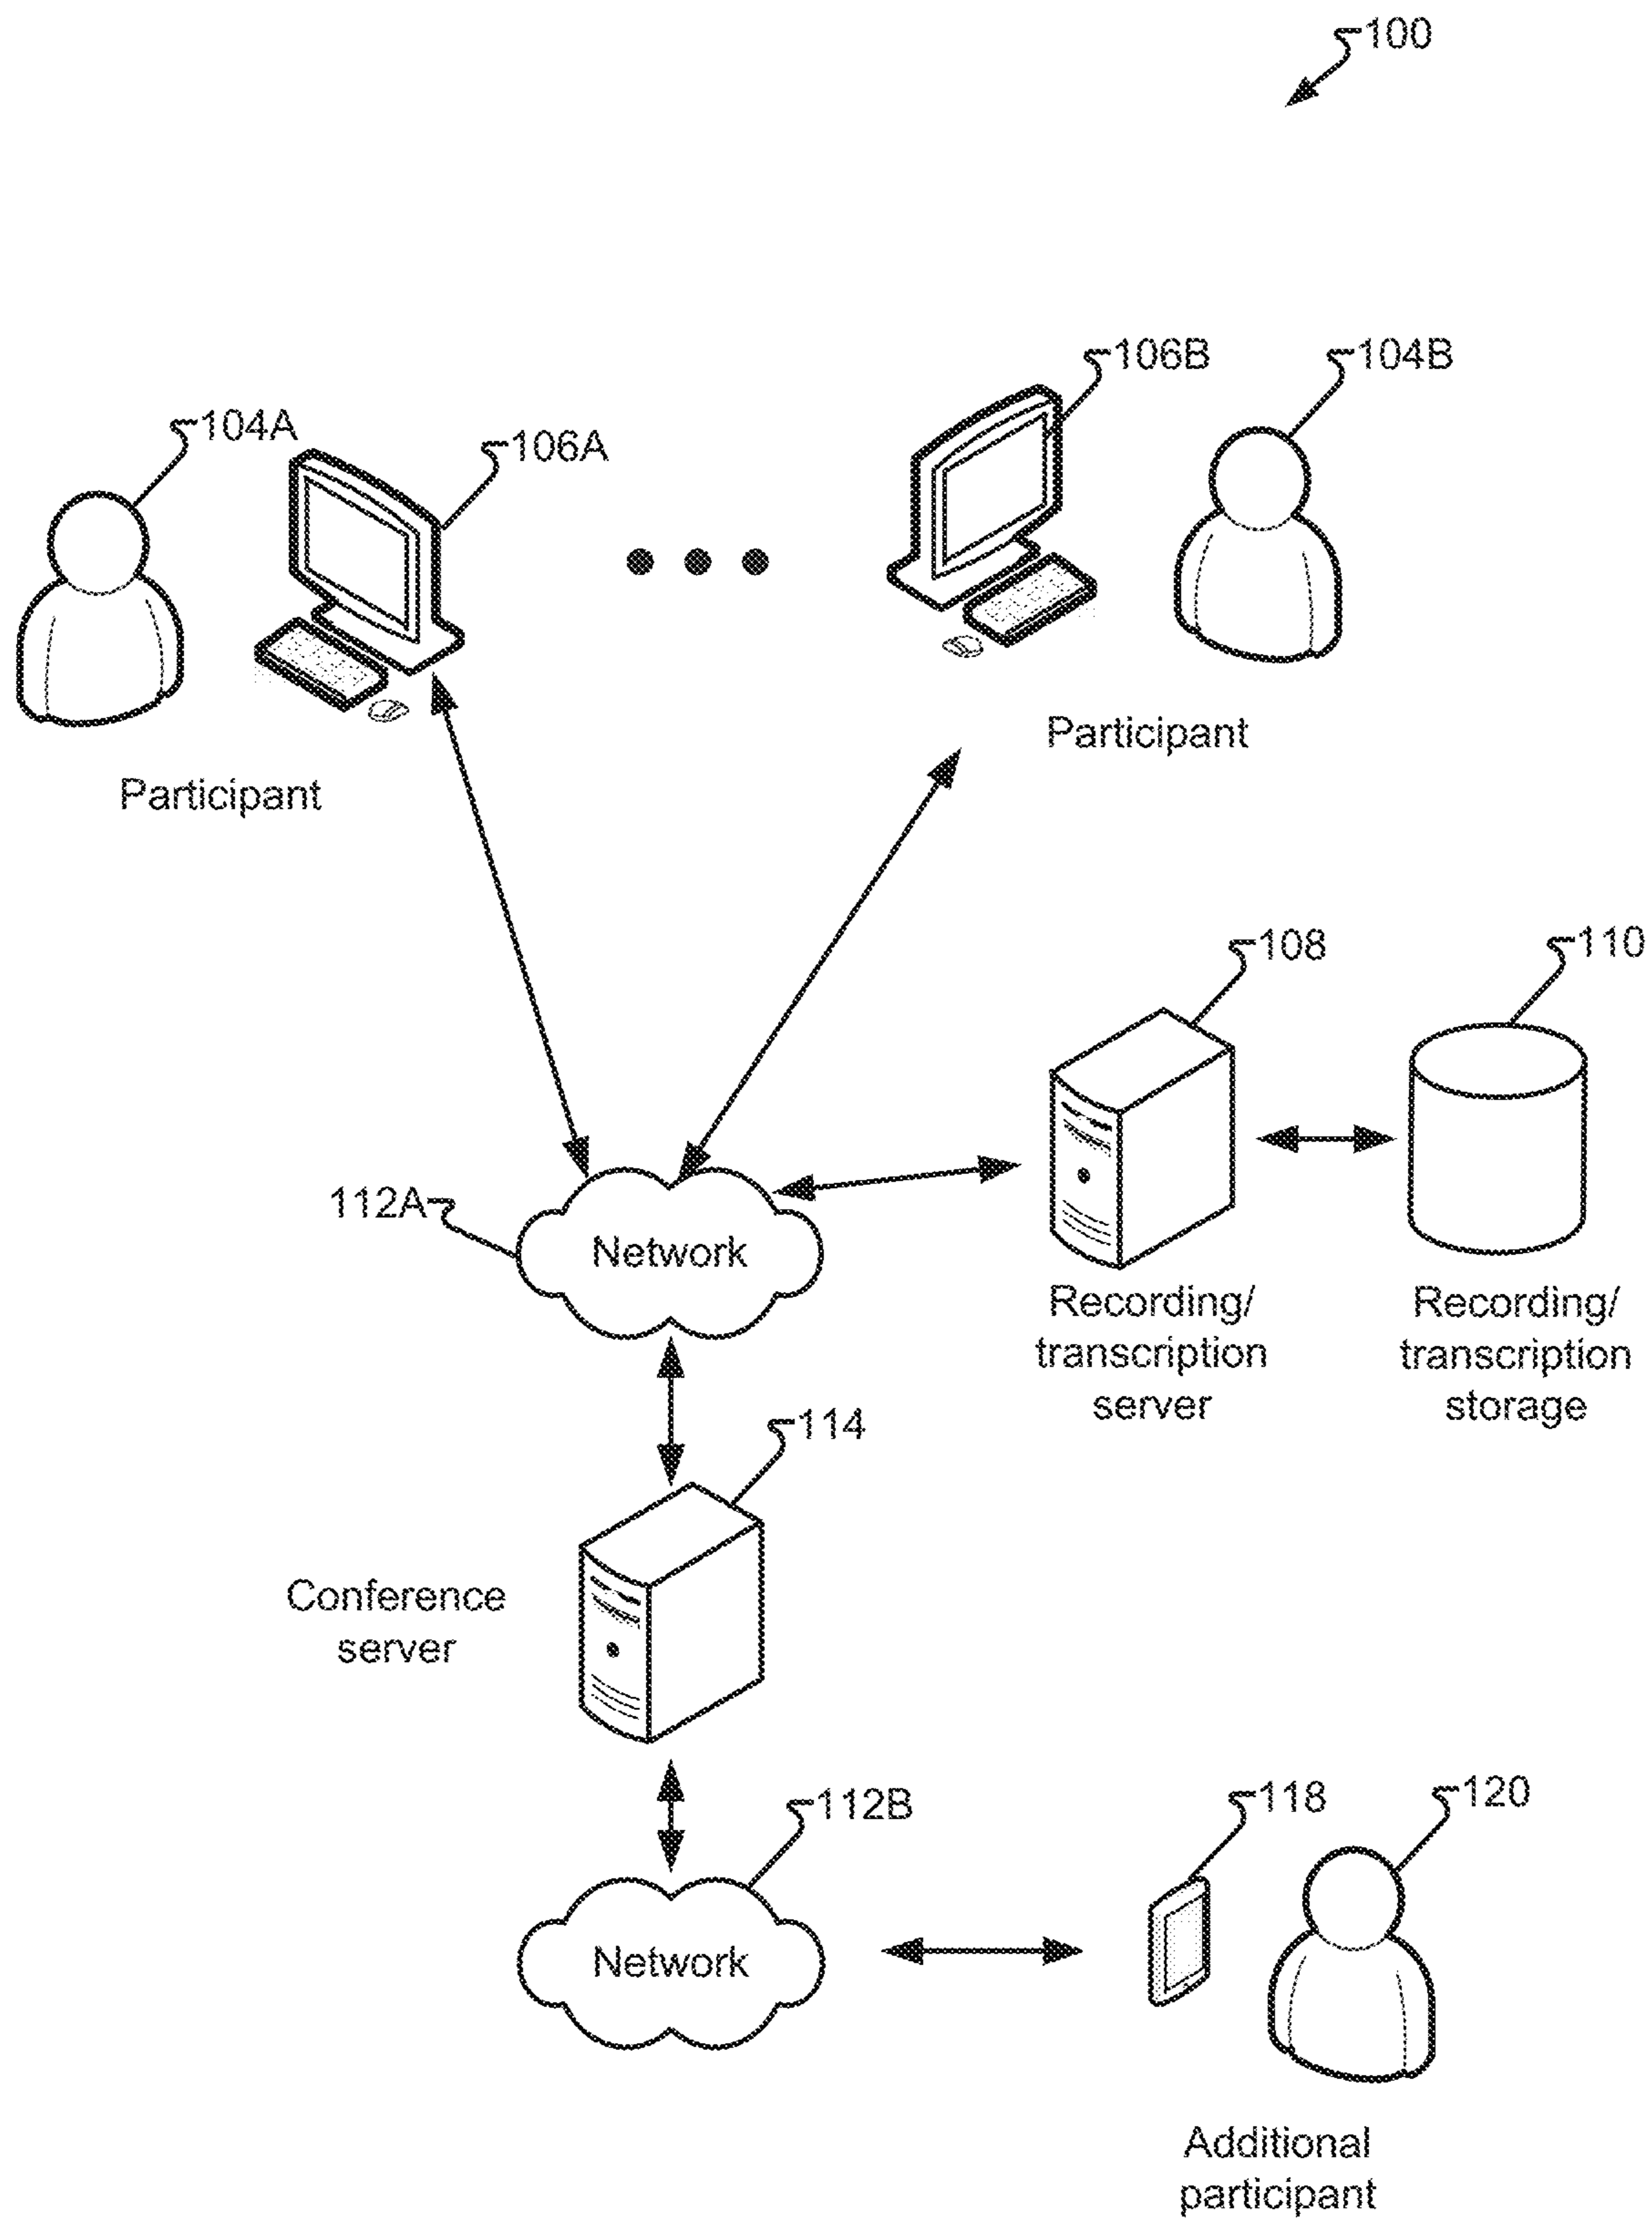 100
106B
104B
104A
106A
Participant
Participant
108
110
112A
Network
Recording/
transcription
server
Recording/
transcription
storage
114
Conference
server
112B
118
120
Network
Additional
participant